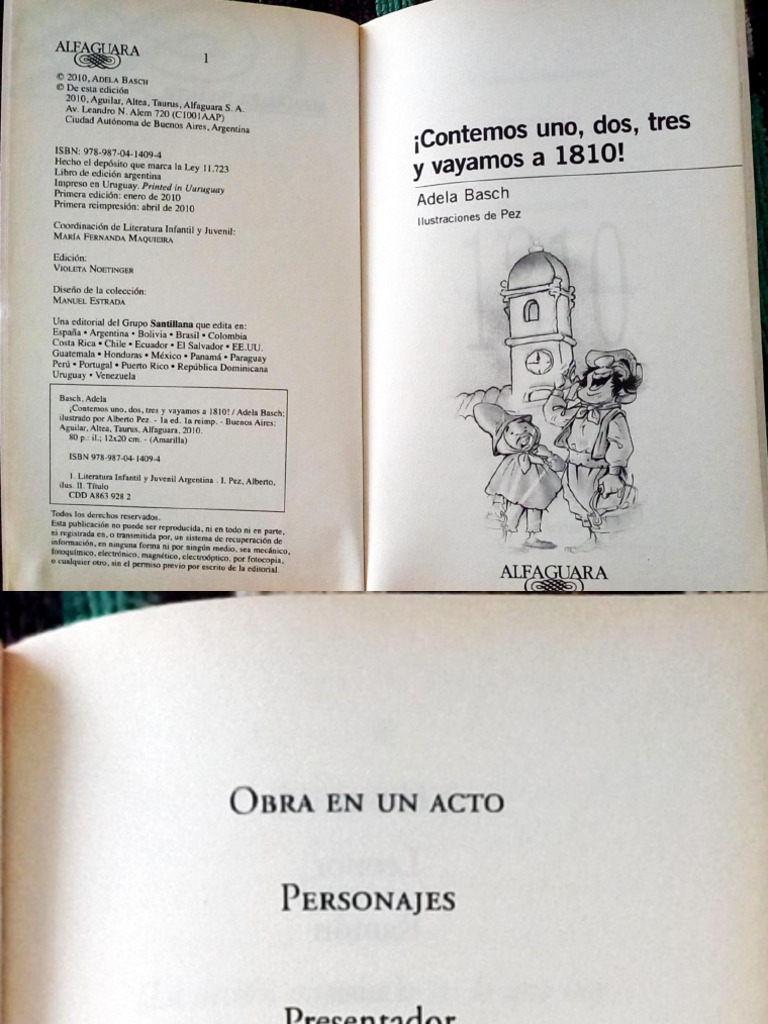 ALFAGUARA
1
© 2010, ADELA BASCH
© De esta edición
2010, Aguilar, Altea, Taurus, Alfaguara S. A.
Av. Leandro N. Alem 720 (C1001AAP)
Ciudad Autónoma de Buenos Aires, Argentina
ISBN: 978-987-04-1409-4
Hecho el depósito que marca la Ley 11.723
Libro de edición argentina
Impreso en Uruguay. Printed in Uuruguay
Primera edición: enero de 2010
Primera reimpresión: abril de 2010
Coordinación de Literatura Infantil y Juvenil:
MARÍA FERNANDA MAQUIEIRA
Edición:
VIOLETA NOETINGER
Diseño de la colección:
MANUEL ESTRADA
Una editorial del Grupo Santillana que edita en:
España • Argentina • Bolivia • Brasil • Colombia
Costa Rica • Chile • Ecuador • El Salvador • EE.UU.
Guatemala • Honduras • México • Panamá • Paraguay
Perú • Portugal • Puerto Rico • República Dominicana
Uruguay • Venezuela
Basch, Adela
¡Contemos uno, dos, tres y vayamos a 1810! / Adela Basch;
ilustrado por Alberto Pez. - 1a ed. 1a reimp. - Buenos Aires:
Aguilar, Altea, Taurus, Alfaguara, 2010.
80 p.: il.; 12x20 cm. - (Amarilla)
ISBN 978-987-04-1409-4
1. Literatura Infantil y Juvenil Argentina . I. Pez, Alberto,
ilus. II. Título
CDD A863 928 2
Todos los derechos reservados.
Esta publicación no puede ser reproducida, ni en todo ni en parte,
ni registrada en, o transmitida por, un sistema de recuperación de
información, en ninguna forma ni por ningún medio, sea mecánico,
fotoquímico, electrónico, magnético, electroóptico, por fotocopia,
o cualquier otro, sin el permiso previo por escrito de la editorial.
¡Contemos uno, dos, tres
y vayamos a 1810!
Adela Basch
Ilustraciones de Pez
1810
ALFAGUARA
OBRA EN UN ACTO
PERSONAJES
Presentador